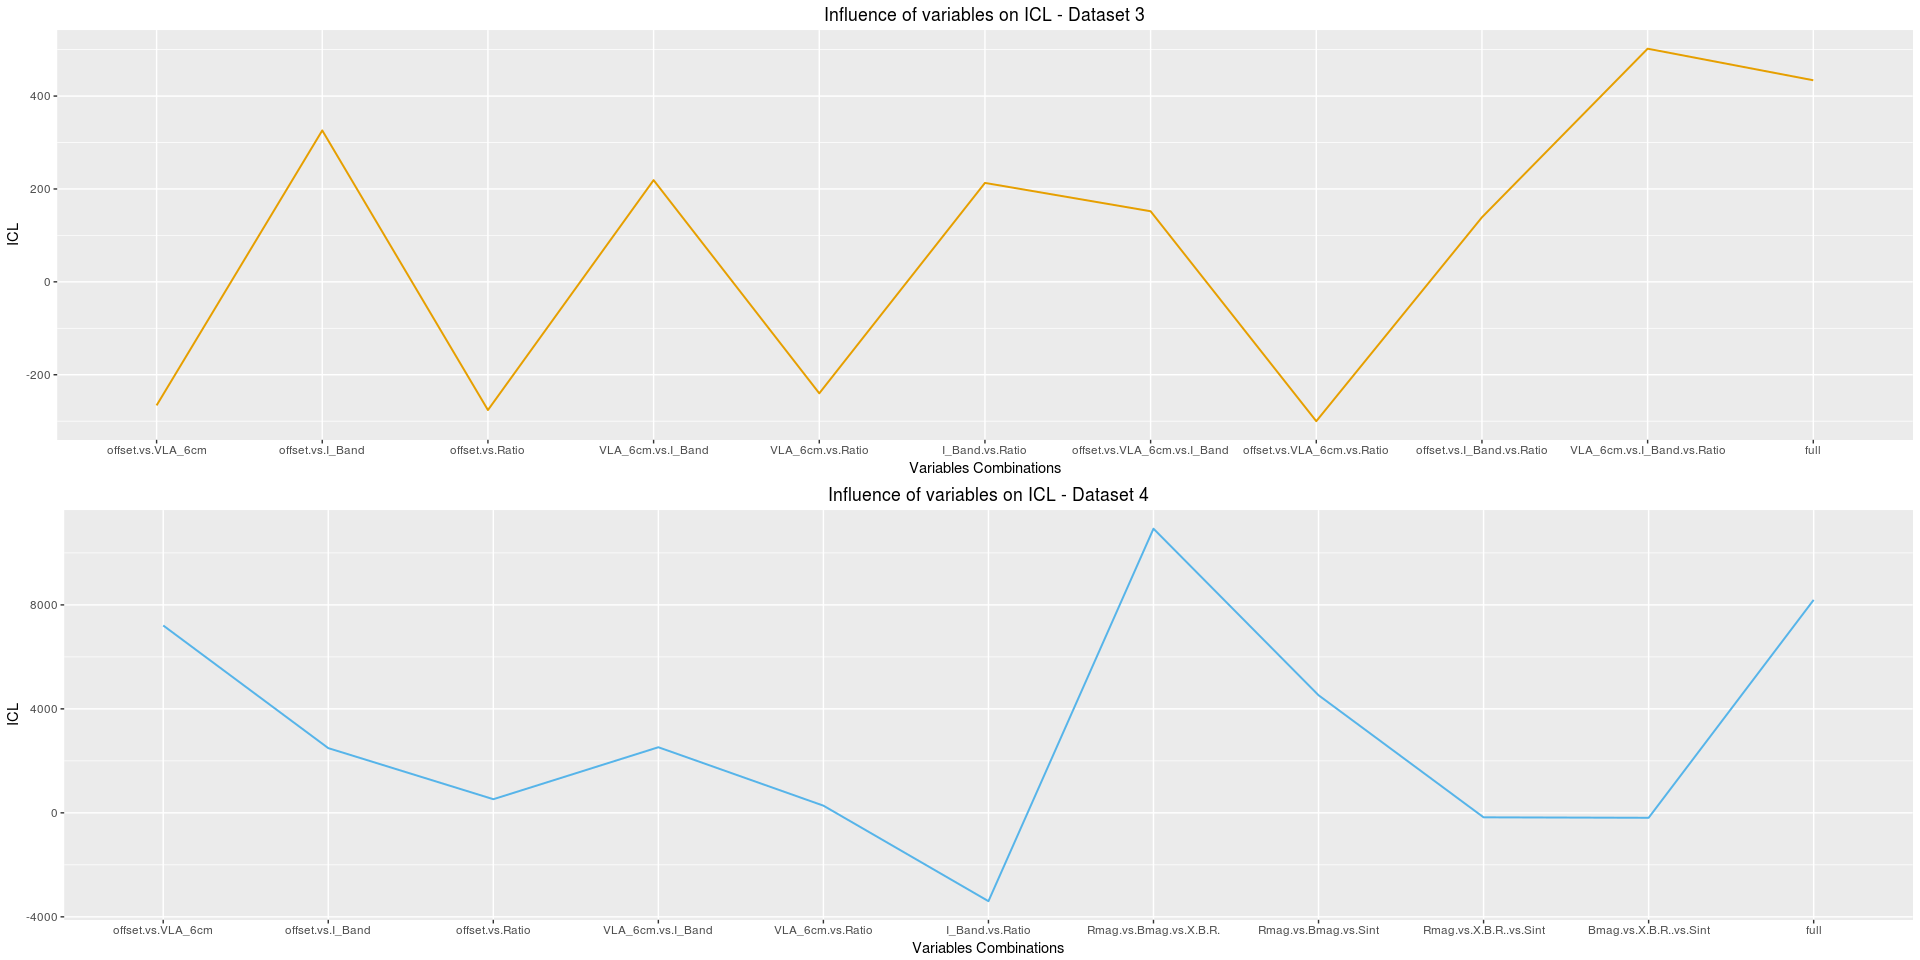 Influence of variables on ICL - Dataset 3
ICL
400
200
0
-200
offset.vs.VLA_6cm offset.vs.I_Band offset.vs.Ratio VLA_6cm.vs.I_Band VLA_6cm.vs.Ratio I_Band.vs.Ratio offset.vs.VLA_6cm.vs.I_Band offset.vs.VLA_6cm.vs.Ratio offset.vs.I_Band.vs.Ratio VLA_6cm.vs.I_Band.vs.Ratio full
Variables Combinations
Influence of variables on ICL - Dataset 4
ICL
8000
4000
0
-4000
offset.vs.VLA_6cm offset.vs.I_Band offset.vs.Ratio VLA_6cm.vs.I_Band VLA_6cm.vs.Ratio I_Band.vs.Ratio Rmag.vs.Bmag.vs.X.B.R. Rmag.vs.Bmag.vs.Sint Rmag.vs.X.B.R..vs.Sint Bmag.vs.X.B.R..vs.Sint full
Variables Combinations